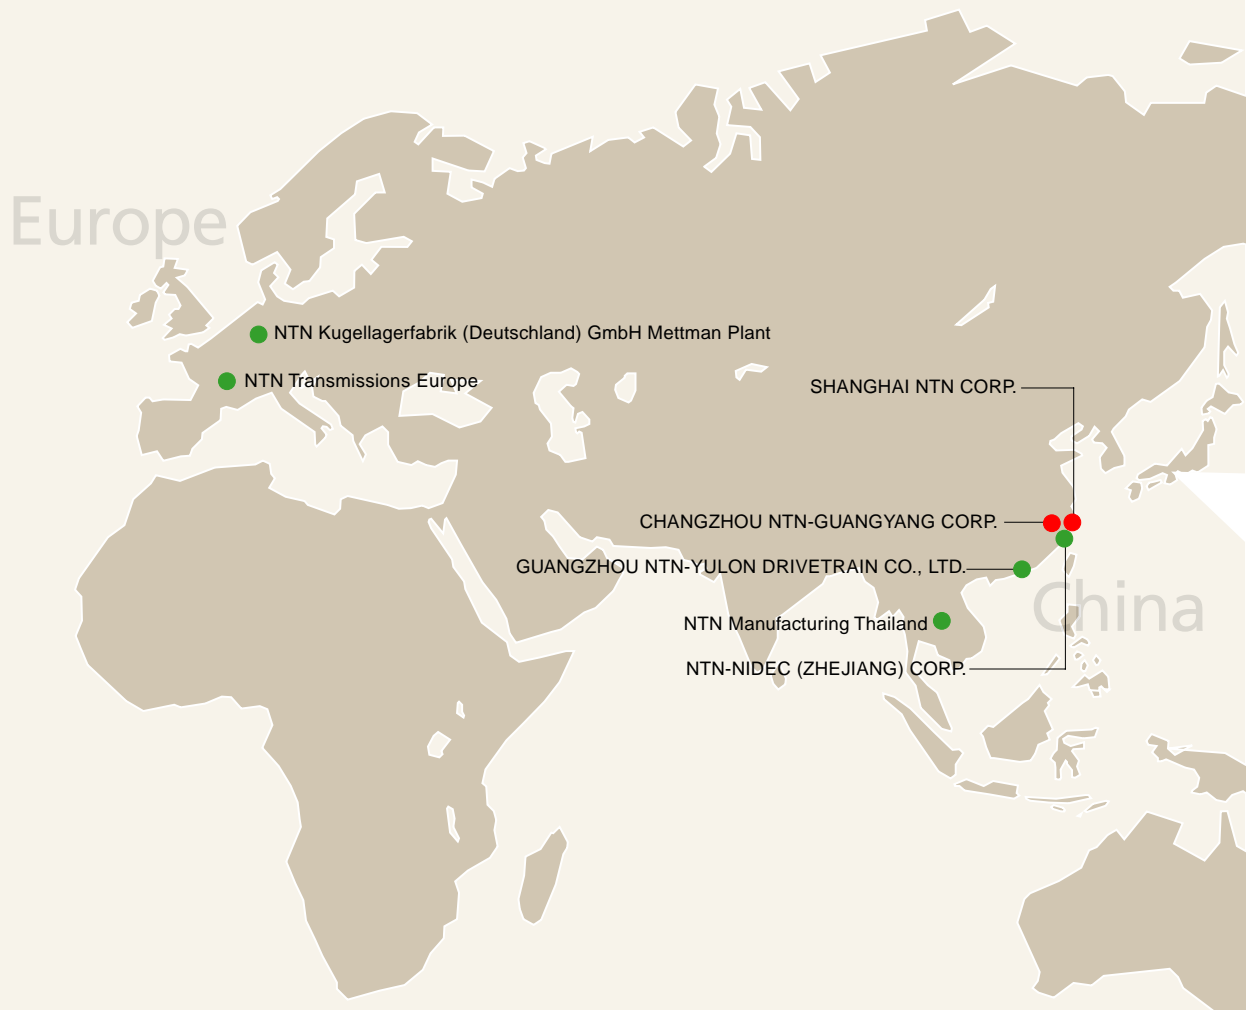 Europe
NTN Kugellagerfabrik (Deutschland) GmbH Mettman Plant
NTN Transmissions Europe
SHANGHAI NTN CORP.
CHANGZHOU NTN-GUANGYANG CORP.
GUANGZHOU NTN-YULON DRIVETRAIN CO., LTD.
China
NTN Manufacturing Thailand
NTN-NIDEC (ZHEJIANG) CORP.